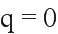 q = 0